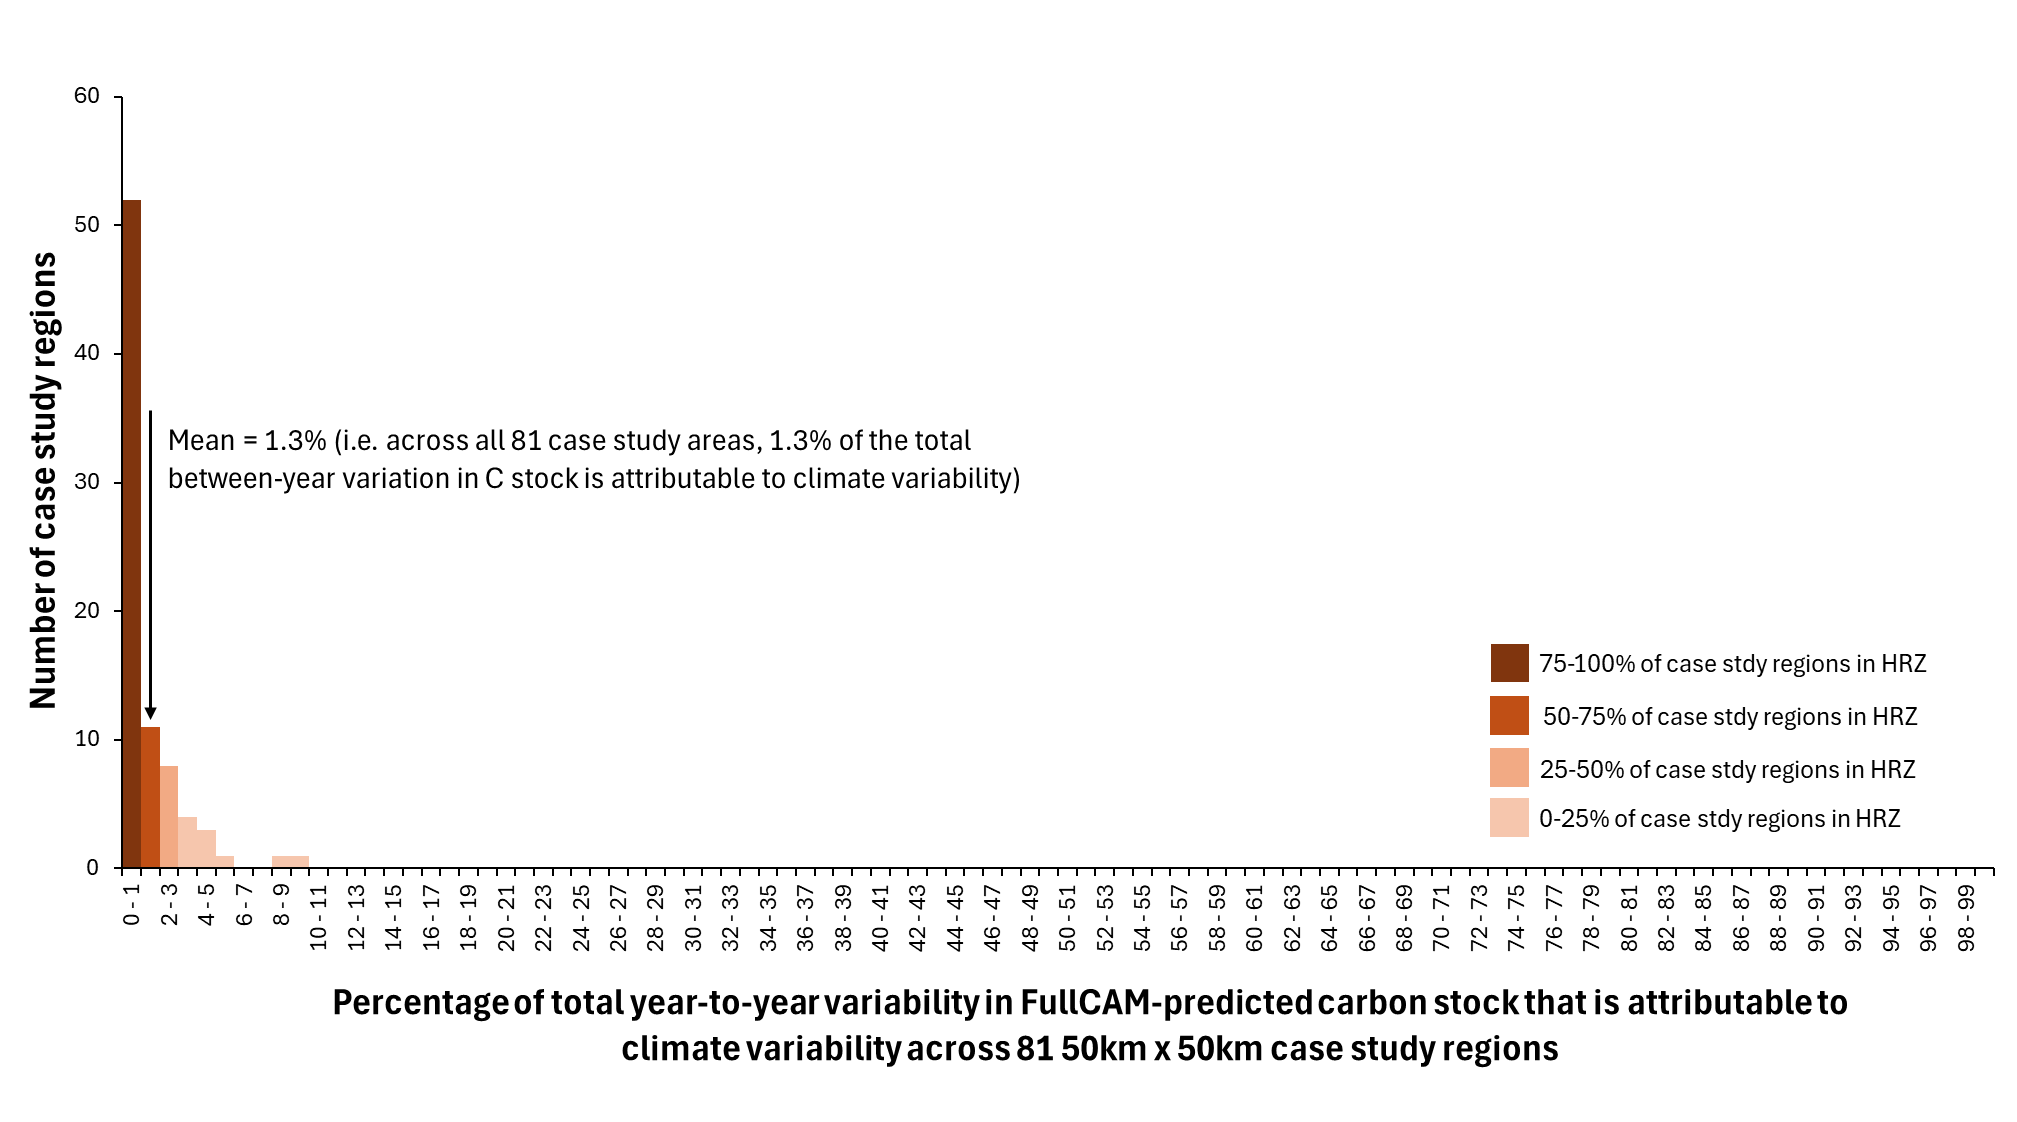 60
50
40
30
20
10
0
Number of case study regions
Mean = 1.3% (i.e. across all 81 case study areas, 1.3% of the total
between-year variation in C stock is attributable to climate variability)
75-100% of case stdy regions in HRZ
50-75% of case stdy regions in HRZ
25-50% of case stdy regions in HRZ
0-25% of case stdy regions in HRZ
0 - 1
2 - 3
4 - 5
6 - 7
8 - 9
10 - 11
12 - 13
14 - 15
16 - 17
18 - 19
20 - 21
22 - 23
24 - 25
26 - 27
28 - 29
30 - 31
32 - 33
34 - 35
36 - 37
38 - 39
40 - 41
42 - 43
44 - 45
46 - 47
48 - 49
50 - 51
52 - 53
54 - 55
56 - 57
58 - 59
60 - 61
62 - 63
64 - 65
66 - 67
68 - 69
70 - 71
72 - 73
74 - 75
76 - 77
78 - 79
80 - 81
82 - 83
84 - 85
86 - 87
88 - 89
90 - 91
92 - 93
94 - 95
96 - 97
98 - 99
Percentage of total year-to-year variability in FullCAM-predicted carbon stock that is attributable to
climate variability across 81 50km x 50km case study regions